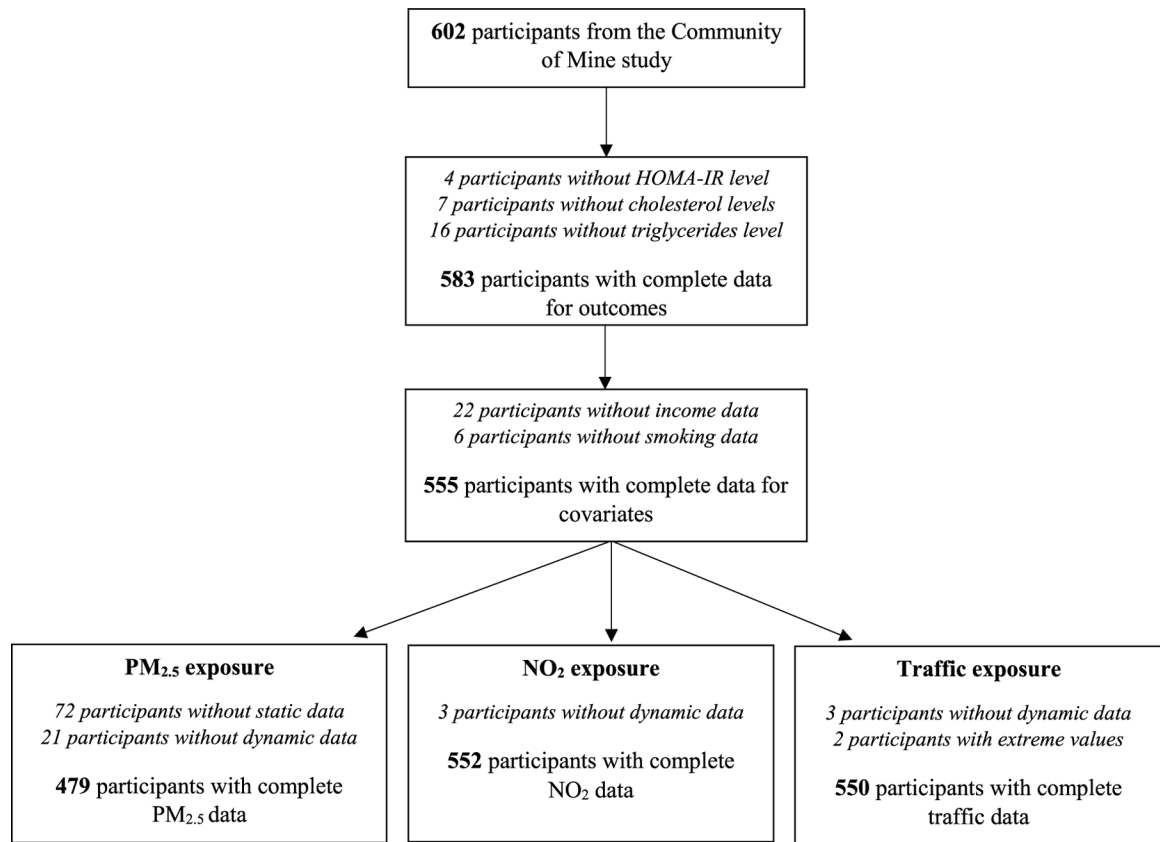 602 participants from the Community
of Mine study
4 participants without HOMA-IR level
7 participants without cholesterol levels
16 participants without triglycerides level
583 participants with complete data
for outcomes
22 participants without income data
6 participants without smoking data
555 participants with complete data for
covariates
PM2.5 exposure
72 participants without static data
21 participants without dynamic data
479 participants with complete
PM2.5 data
NO2 exposure
3 participants without dynamic data
552 participants with complete
NO2 data
Traffic exposure
3 participants without dynamic data
2 participants with extreme values
550 participants with complete
traffic data